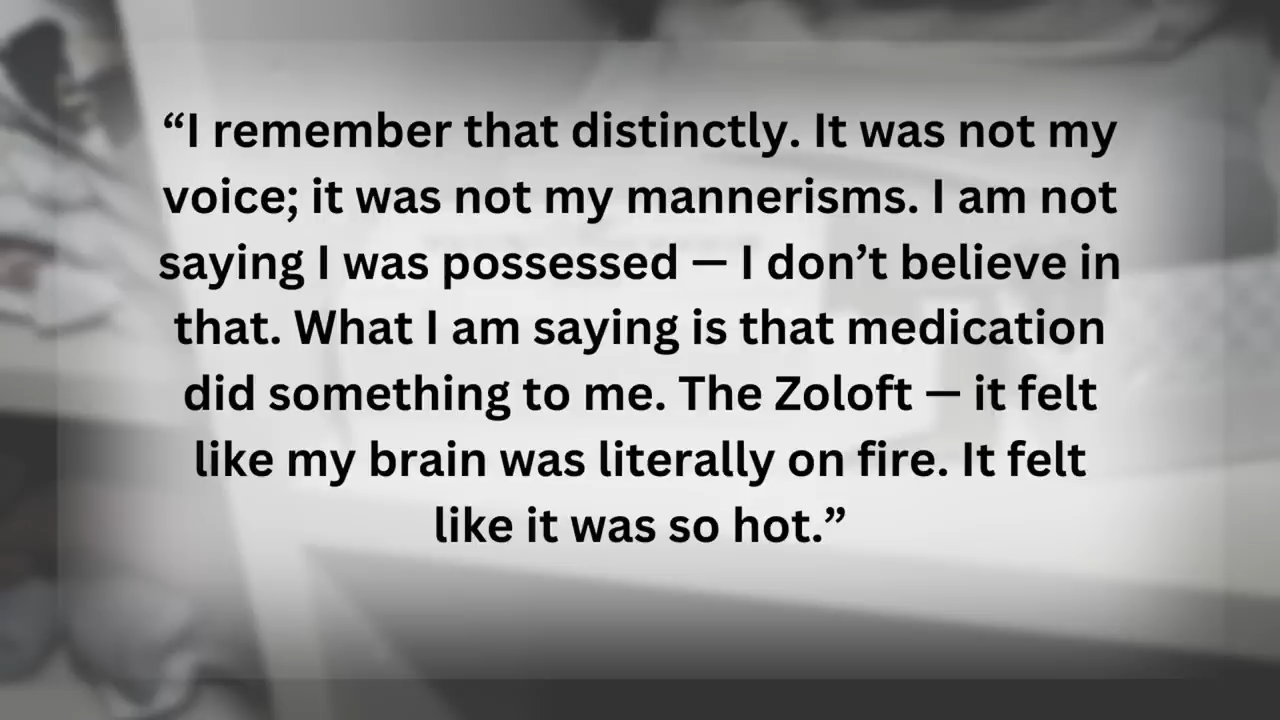 “I remember that distinctly. It was not my
voice; it was not my mannerisms. I am not
saying I was possessed — I don’t believe in
that. What I am saying is that medication
did something to me. The Zoloft — it felt
like my brain was literally on fire. It felt
like it was so hot.”